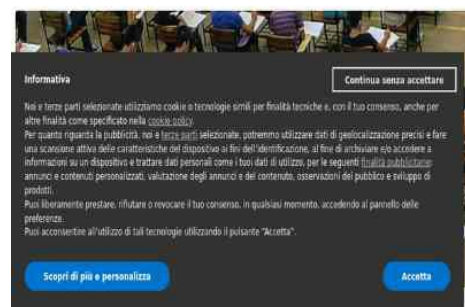 Informativa
Continua senza accettare
Noi e terze parti selezionate utilizziamo cookie o tecnologie simili per finalità tecniche e, con il tuo consenso, anche per
altre finalità come specificato nella cookie policy.
Per quanto riguarda la pubblicità, noi e terze parti selezionate, potremmo utilizzare dati di geolocalizzazione precisi e fare
una scansione attiva delle caratteristiche del dispositivo ai fini dell'identificazione, al fine di archiviare e/o accedere a
informazioni su un dispositivo e trattare dati personali come i tuoi dati di utilizzo, per le seguenti finalità pubblicitarie:
annunci e contenuti personalizzati, valutazione degli annunci e del contenuto, osservazioni del pubblico e sviluppo di
prodotti.
Puoi liberamente prestare, rifiutare o revocare il tuo consenso, in qualsiasi momento, accedendo al pannello delle
preferenze.
Puoi acconsentire all'utilizzo di tali tecnologie utilizzando il pulsante "Accetta".
Scopri di più e personalizza
Accetta